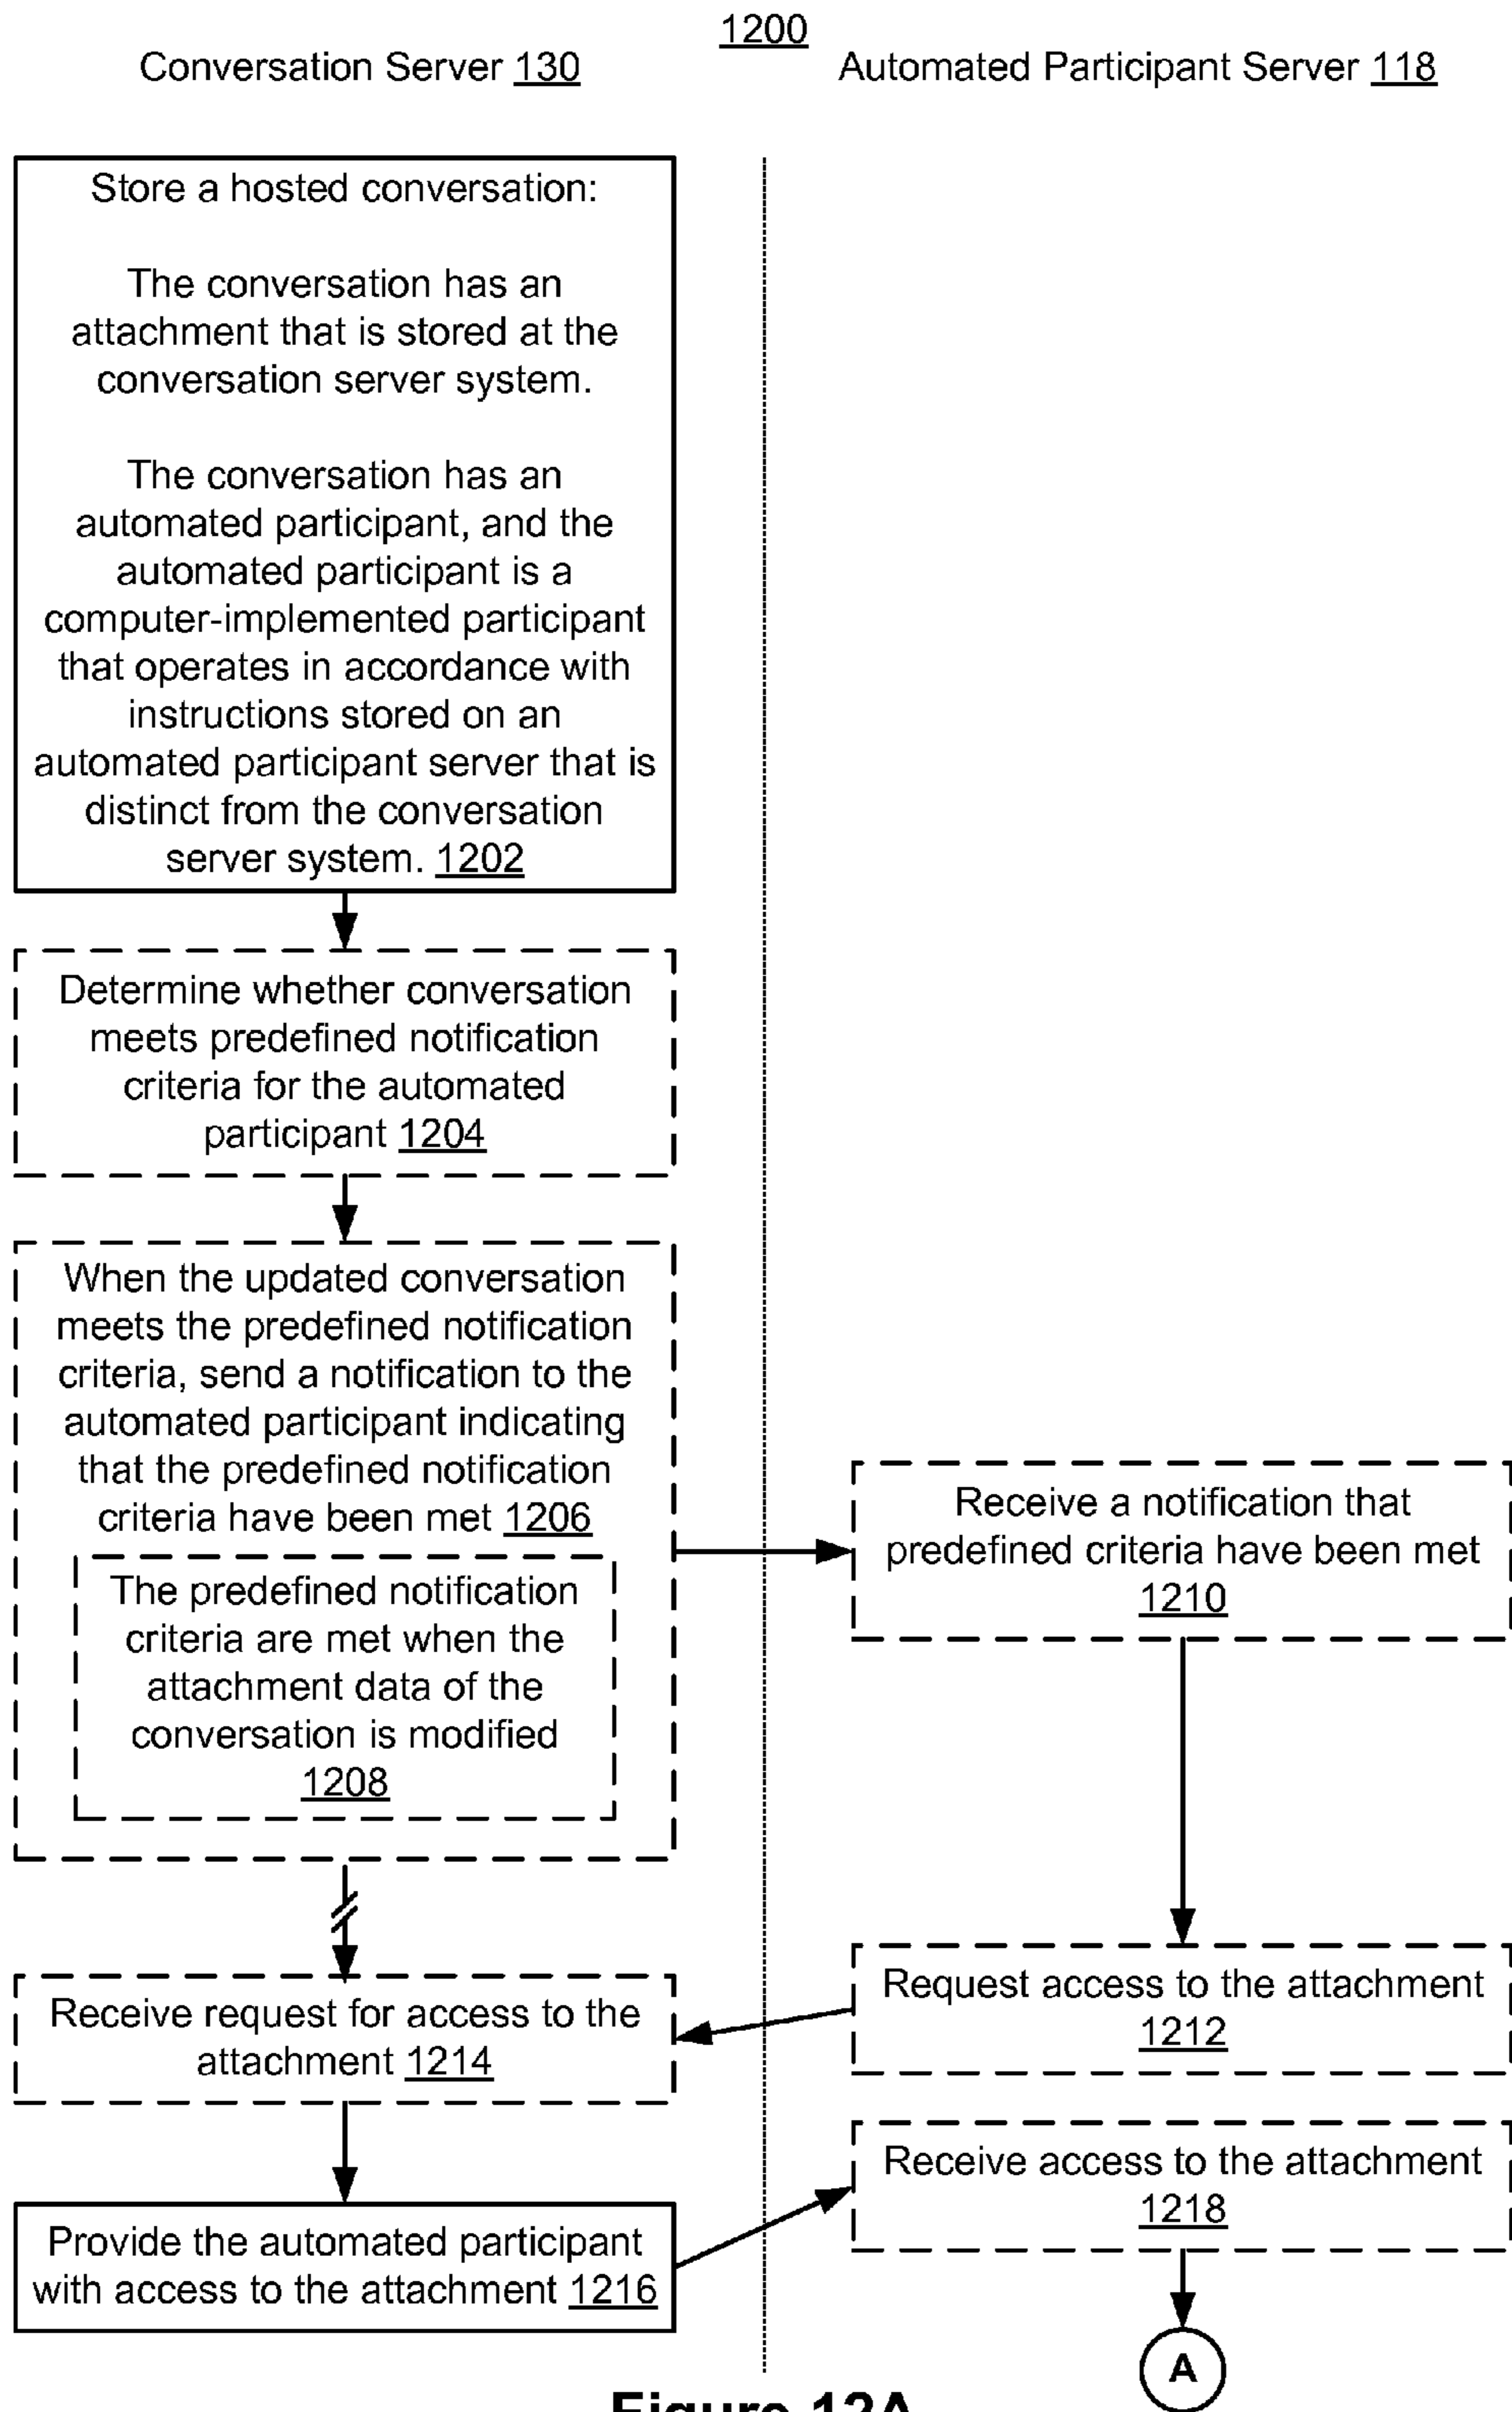 1200
Conversation Server 130
Automated Participant Server 118
Store a hosted conversation:
The conversation has an
attachment that is stored at the
conversation server system.
The conversation has an
automated participant, and the
automated participant is a
computer-implemented participant
that operates in accordance with
instructions stored on an
automated participant server that is
distinct from the conversation
server system. 1202
Determine whether conversation
meets predefined notification
criteria for the automated
participant 1204
When the updated conversation
meets the predefined notification
criteria, send a notification to the
automated participant indicating
that the predefined notification
criteria have been met 1206
The predefined notification
criteria are met when the
attachment data of the
conversation is modified
1208
Receive a notification that
predefined criteria have been met
1210
Request access to the attachment
1212
Receive request for access to the
attachment 1214
Provide the automated participant
with access to the attachment 1216
Receive access to the attachment
1218
A
Figure 12A